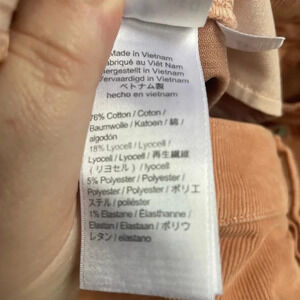 Made in Vietnam
Fabriqué au Viêt Nam
Hergestellt in Vietnam
Vervaardigd in Vietnam
ベトナム製
hecho en vietnam
76% Cotton / Coton /
Baumwolle / Katoen / 綿 /
algodón
18% Lyocell / Lyocell /
Lyocell / Lyocell / 再生繊維
(リヨセル) / lyocell
5% Polyester / Polyester /
Polyester / Polyester / ポリエ
ステル / poliéster
1% Elastane / Élasthanne /
Elastan / Elastaan / ポリウ
レタン / elastano